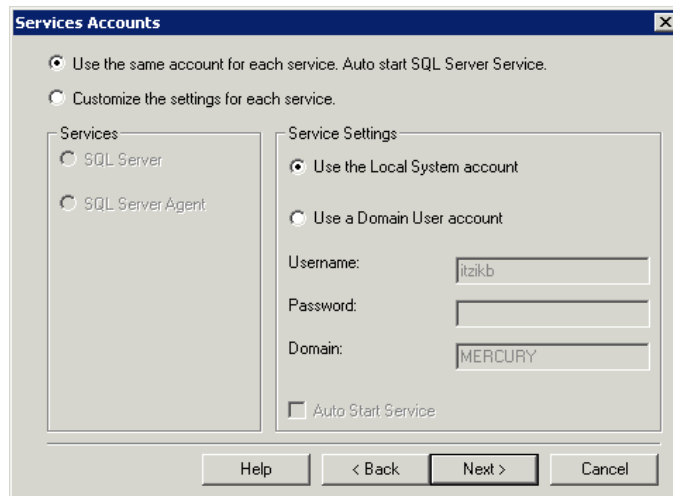 Services Accounts
Use the same account for each service. Auto start SQL Server Service.
Customize the settings for each service.
Services
SQL Server
SQL Server Agent
Service Settings
Use the Local System account
Use a Domain User account
Username:
itzikb
Password:
Domain:
MERCURY
Auto Start Service
Help
< Back
Next >
Cancel